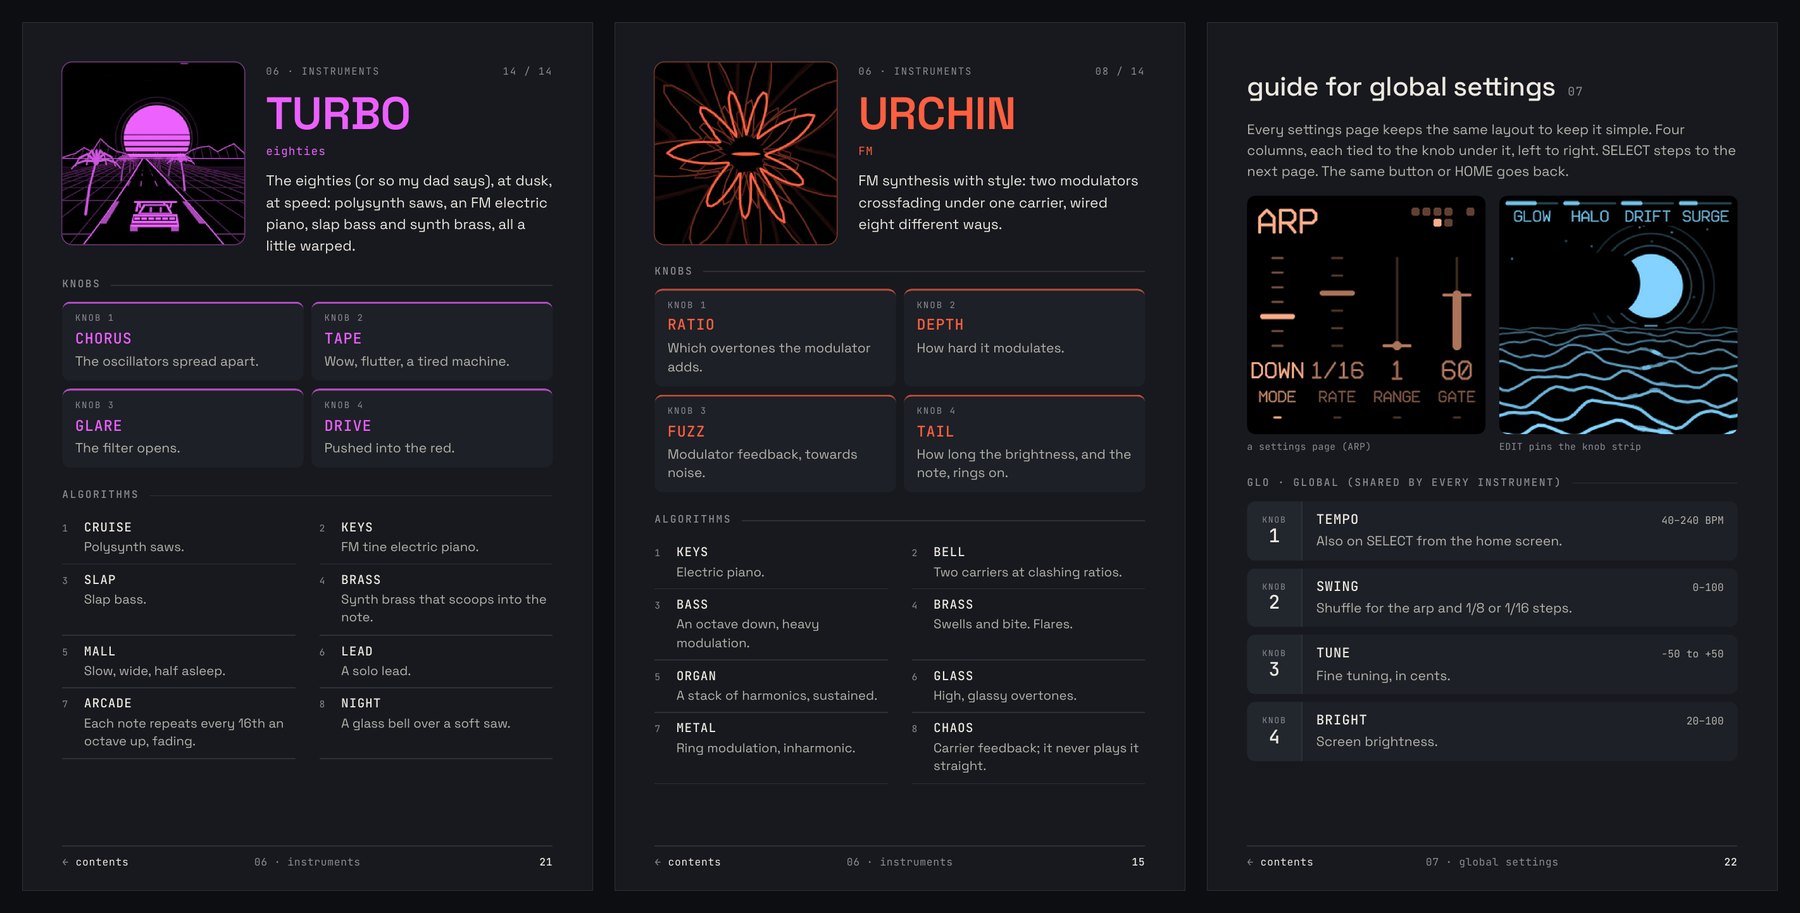 06 · INSTRUMENTS 14 / 14
TURBO
eighties
The eighties (or so my dad says), at dusk,
at speed: polysynth saws, an FM electric
piano, slap bass and synth brass, all a
little warped.
KNOBS
KNOB 1
CHORUS
The oscillators spread apart.
KNOB 2
TAPE
Wow, flutter, a tired machine.
KNOB 3
GLARE
The filter opens.
KNOB 4
DRIVE
Pushed into the red.
ALGORITHMS
1 CRUISE
Polysynth saws.
2 KEYS
FM tine electric piano.
3 SLAP
Slap bass.
4 BRASS
Synth brass that scoops into the
note.
5 MALL
Slow, wide, half asleep.
6 LEAD
A solo lead.
7 ARCADE
Each note repeats every 16th an
octave up, fading.
8 NIGHT
A glass bell over a soft saw.
← contents 06 · instruments 21
06 · INSTRUMENTS 08 / 14
URCHIN
FM
FM synthesis with style: two modulators
crossfading under one carrier, wired
eight different ways.
KNOBS
KNOB 1
RATIO
Which overtones the modulator
adds.
KNOB 2
DEPTH
How hard it modulates.
KNOB 3
FUZZ
Modulator feedback, towards
noise.
KNOB 4
TAIL
How long the brightness, and the
note, rings on.
ALGORITHMS
1 KEYS
Electric piano.
2 BELL
Two carriers at clashing ratios.
3 BASS
An octave down, heavy
modulation.
4 BRASS
Swells and bite. Flares.
5 ORGAN
A stack of harmonics, sustained.
6 GLASS
High, glassy overtones.
7 METAL
Ring modulation, inharmonic.
8 CHAOS
Carrier feedback; it never plays it
straight.
← contents 06 · instruments 15
guide for global settings 07
Every settings page keeps the same layout to keep it simple. Four
columns, each tied to the knob under it, left to right. SELECT steps to the
next page. The same button or HOME goes back.
ARP
DOWN 1/16 1 60
MODE RATE RANGE GATE
a settings page (ARP)
GLOW HALO DRIFT SURGE
EDIT pins the knob strip
GLO · GLOBAL (SHARED BY EVERY INSTRUMENT)
KNOB 1
TEMPO 40–240 BPM
Also on SELECT from the home screen.
KNOB 2
SWING 0–100
Shuffle for the arp and 1/8 or 1/16 steps.
KNOB 3
TUNE -50 to +50
Fine tuning, in cents.
KNOB 4
BRIGHT 20–100
Screen brightness.
← contents 07 · global settings 22